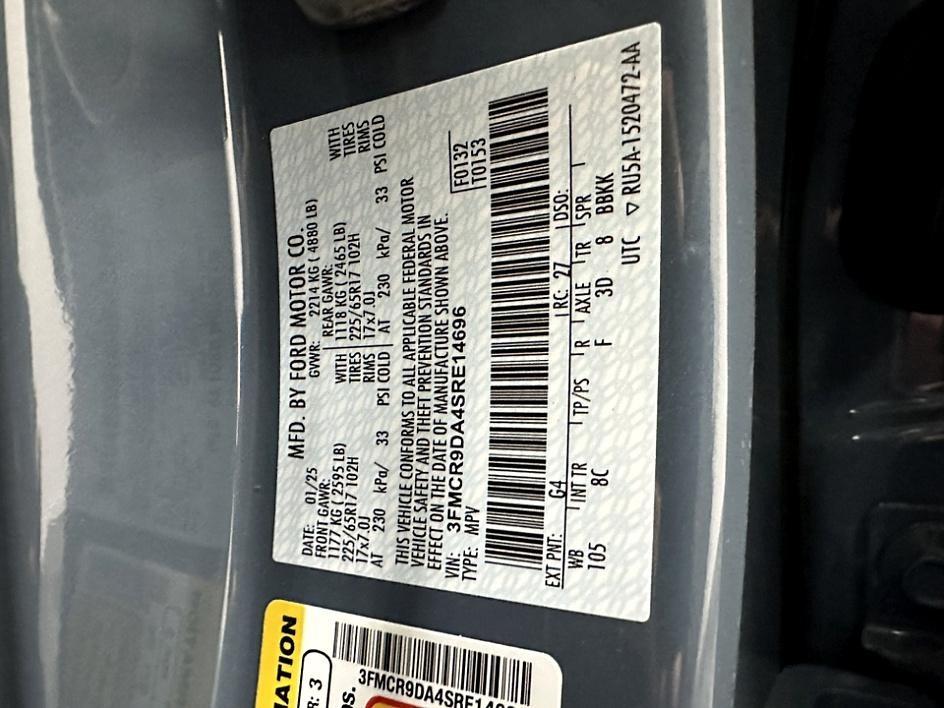 MFD. BY FORD MOTOR CO.
DATE: 01/25 GVWR: 2214 KG ( 4880 LB)
FRONT GAWR: REAR GAWR:
1177 KG ( 2595 LB) WITH 1118 KG ( 2465 LB) WITH
225/65R17 102H TIRES 225/65R17 102H TIRES
17x7.0J RIMS 17x7.0J RIMS
AT 230 kPa/ 33 PSI COLD AT 230 kPa/ 33 PSI COLD
THIS VEHICLE CONFORMS TO ALL APPLICABLE FEDERAL MOTOR
VEHICLE SAFETY AND THEFT PREVENTION STANDARDS IN
EFFECT ON THE DATE OF MANUFACTURE SHOWN ABOVE.
VIN: 3FMCR9DA4SRE14696 F0132
TYPE: MPV T0153
EXT PNT: G4 RC: 27 DSO:
WB INT TR TP/PS R AXLE TR SPR
105 8C F 3D 8 BBKK
UTC ▽ RU5A-1520472-AA
3FMCR9DA4SRE14